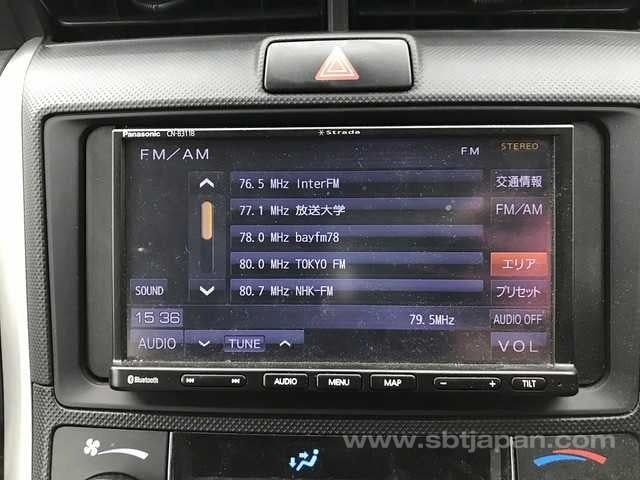 Panasonic CN-B311B Strada
FM/AM FM STEREO
76.5 MHz InterFM 交通情報
77.1 MHz 放送大学 FM/AM
78.0 MHz bayfm78
80.0 MHz TOKYO FM エリア
SOUND 80.7 MHz NHK-FM プリセット
15:36 79.5MHz AUDIO OFF
AUDIO TUNE VOL
Bluetooth AUDIO MENU MAP - + TILT
www.sbtjapan.com